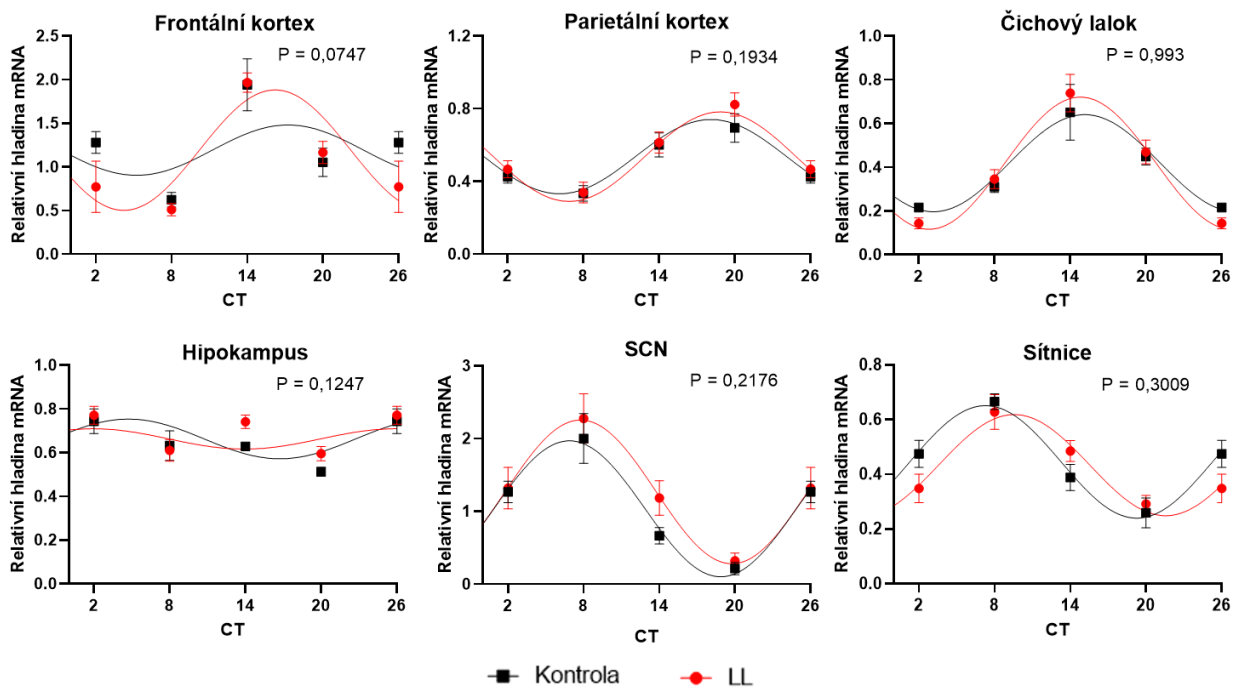 Frontální kortex
P = 0,0747
Relativní hladina mRNA
2.5
2.0
1.5
1.0
0.5
0.0
2 8 14 20 26
CT
Parietální kortex
P = 0,1934
Relativní hladina mRNA
1.2
0.8
0.4
0.0
2 8 14 20 26
CT
Čichový lalok
P = 0,993
Relativní hladina mRNA
1.0
0.8
0.6
0.4
0.2
0.0
2 8 14 20 26
CT
Hipokampus
P = 0,1247
Relativní hladina mRNA
1.0
0.8
0.6
0.4
0.2
0.0
2 8 14 20 26
CT
SCN
P = 0,2176
Relativní hladina mRNA
3
2
1
0
2 8 14 20 26
CT
Sítnice
P = 0,3009
Relativní hladina mRNA
0.8
0.6
0.4
0.2
0.0
2 8 14 20 26
CT
Kontrola LL